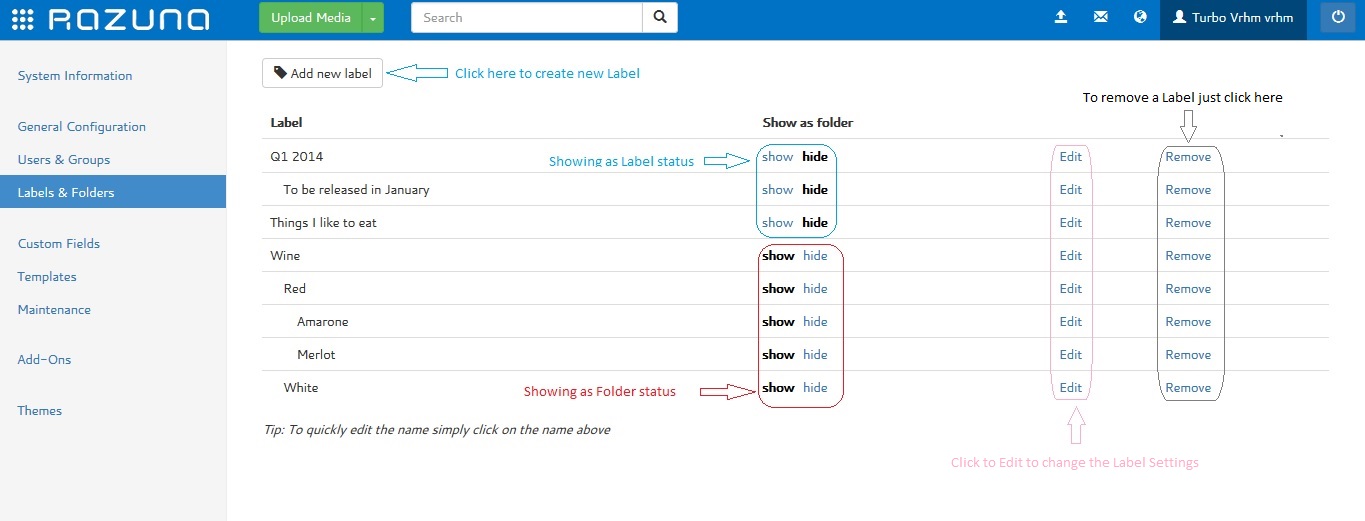 RAZUNA
Upload Media
Search
Turbo Vrhm vrhm
System Information
General Configuration
Users & Groups
Labels & Folders
Custom Fields
Templates
Maintenance
Add-Ons
Themes
Add new label
Click here to create new Label
To remove a Label just click here
Label Show as folder
Q1 2014 Showing as Label status show hide Edit Remove
To be released in January show hide Edit Remove
Things I like to eat show hide Edit Remove
Wine show hide Edit Remove
Red show hide Edit Remove
Amarone show hide Edit Remove
Merlot show hide Edit Remove
White Showing as Folder status show hide Edit Remove
Tip: To quickly edit the name simply click on the name above
Click to Edit to change the Label Settings